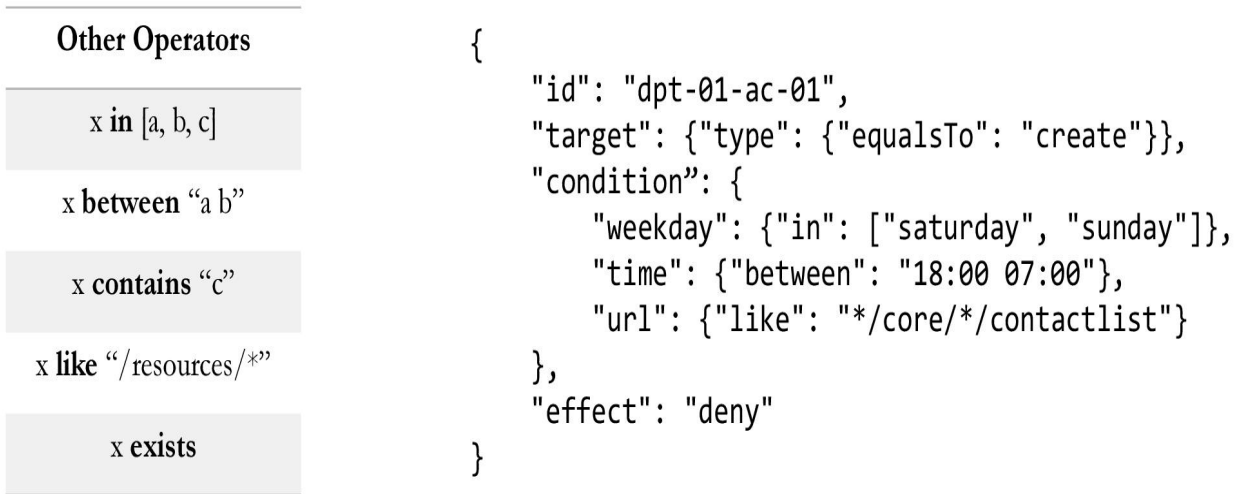 Other Operators
x in [a, b, c]
x between “a b”
x contains “c”
x like “/resources/*”
x exists
{
"id": "dpt-01-ac-01",
"target": {"type": {"equalsTo": "create"}},
"condition”: {
"weekday": {"in": ["saturday", "sunday"]},
"time": {"between": "18:00 07:00"},
"url": {"like": "*/core/*/contactlist"}
},
"effect": "deny"
}